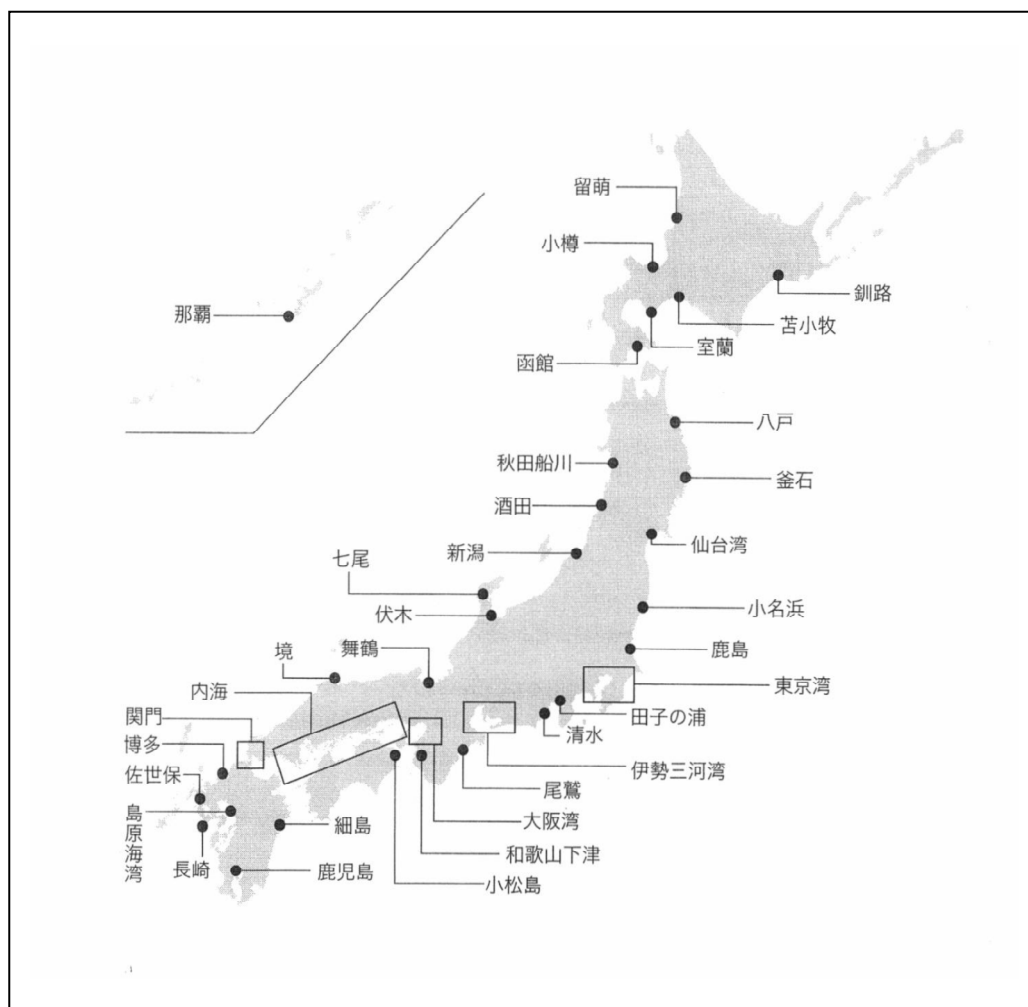 留萌
小樽
釧路
那覇
苫小牧
室蘭
函館
八戸
秋田船川
釜石
酒田
仙台湾
新潟
七尾
小名浜
伏木
舞鶴
鹿島
境
東京湾
内海
田子の浦
関門
清水
博多
伊勢三河湾
佐世保
尾鷲
島原海湾
細島
大阪湾
和歌山下津
長崎
鹿児島
小松島